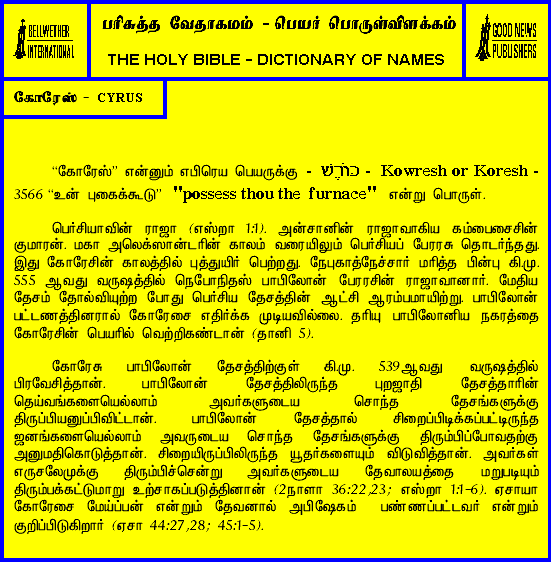 BELLWETHER
INTERNATIONAL
பரிசுத்த வேதாகமம் - பெயர் பொருள்விளக்கம்
THE HOLY BIBLE - DICTIONARY OF NAMES
GOOD NEWS
PUBLISHERS
கோரேஸ் - CYRUS
“கோரேஸ்” என்னும் எபிரெய பெயருக்கு - כּוֹרֶשׁ - Kowresh or Koresh -
3566 “உன் புகைக்கூடு” "possess thou the furnace" என்று பொருள்.
பெர்சியாவின் ராஜா (எஸ்றா 1:1). அன்சானின் ராஜாவாகிய கம்பைசைசின்
குமாரன். மகா அலெக்ஸான்டரின் காலம் வரையிலும் பெர்சியப் பேரரசு தொடர்ந்தது.
இது கோரேசின் காலத்தில் புத்துயிர் பெற்றது. நேபுகாத்நேச்சார் மரித்த பின்பு கி.மு.
555 ஆவது வருஷத்தில் நெபோநிதஸ் பாபிலோன் பேரரசின் ராஜாவானார். மேதிய
தேசம் தோல்வியுற்ற போது பெர்சிய தேசத்தின் ஆட்சி ஆரம்பமாயிற்று. பாபிலோன்
பட்டணத்தினரால் கோரேசை எதிர்க்க முடியவில்லை. தரியு பாபிலோனிய நகரத்தை
கோரேசின் பெயரில் வெற்றிகண்டான் (தானி 5).
கோரேசு பாபிலோன் தேசத்திற்குள் கி.மு. 539ஆவது வருஷத்தில்
பிரவேசித்தான். பாபிலோன் தேசத்திலிருந்த புறஜாதி தேசத்தாரின்
தெய்வங்களையெல்லாம் அவர்களுடைய சொந்த தேசங்களுக்கு
திருப்பியனுப்பிவிட்டான். பாபிலோன் தேசத்தால் சிறைப்பிடிக்கப்பட்டிருந்த
ஜனங்களையெல்லாம் அவருடைய சொந்த தேசங்களுக்கு திரும்பிப்போவதற்கு
அனுமதிகொடுத்தான். சிறையிருப்பிலிருந்த யூதர்களையும் விடுவித்தான். அவர்கள்
எருசலேமுக்கு திரும்பிச்சென்று அவர்களுடைய தேவாலயத்தை மறுபடியும்
திரும்பக்கட்டுமாறு உற்சாகப்படுத்தினான் (2நாளா 36:22,23; எஸ்றா 1:1-6). ஏசாயா
கோரேசை மேய்ப்பன் என்றும் தேவனால் அபிஷேகம் பண்ணப்பட்டவர் என்றும்
குறிப்பிடுகிறார் (ஏசா 44:27,28; 45:1-5).